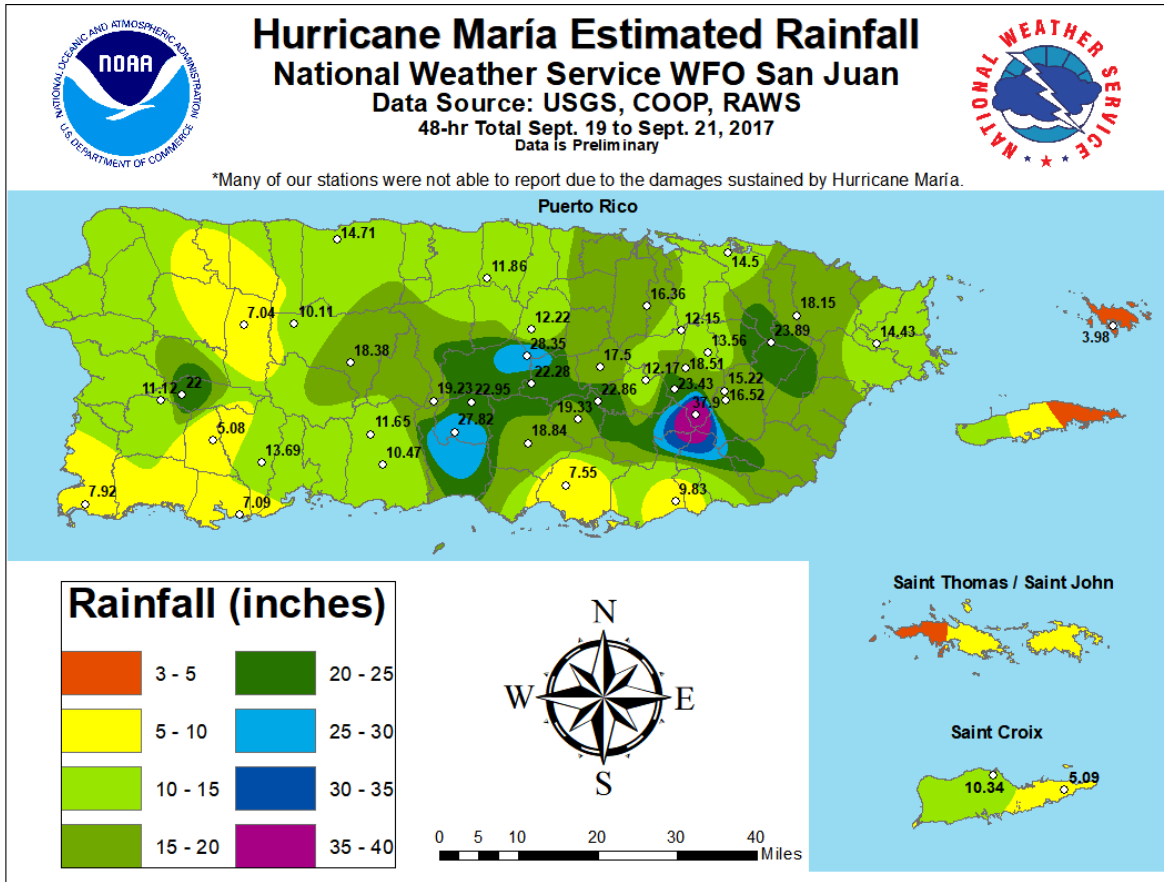 Hurricane María Estimated Rainfall
National Weather Service WFO San Juan
Data Source: USGS, COOP, RAWS
48-hr Total Sept. 19 to Sept. 21, 2017
Data is Preliminary
NATIONAL OCEANIC AND ATMOSPHERIC ADMINISTRATION
NOAA
U.S. DEPARTMENT OF COMMERCE
NATIONAL WEATHER SERVICE
*Many of our stations were not able to report due to the damages sustained by Hurricane María.
Puerto Rico
14.71
14.5
11.86
16.36
18.15
7.04
10.11
12.22
12.15
23.89
14.43
3.98
28.35
13.56
18.38
17.5
18.51
12.17
22.28
11.12
22
19.23
22.95
22.86
23.43
15.22
16.52
37.9
19.33
27.82
11.65
5.08
18.84
13.69
10.47
7.55
9.83
7.92
7.09
Rainfall (inches)
3 - 5
20 - 25
5 - 10
25 - 30
10 - 15
30 - 35
15 - 20
35 - 40
N
W
E
S
0 5 10 20 30 40
Miles
Saint Thomas / Saint John
Saint Croix
10.34
5.09